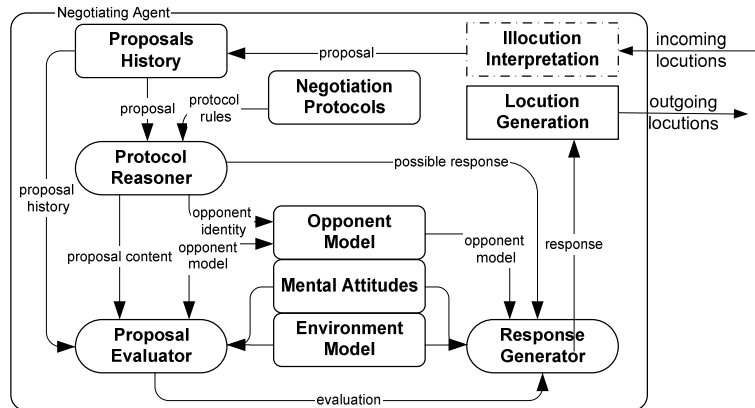 Negotiating Agent
Proposals
History
proposal
Illocution
Interpretation
incoming
locutions
proposal
protocol
rules
Negotiation
Protocols
Locution
Generation
outgoing
locutions
Protocol
Reasoner
possible response
proposal
history
opponent
identity
Opponent
Model
opponent
model
proposal content
opponent
model
response
Mental Attitudes
Proposal
Evaluator
Environment
Model
Response
Generator
evaluation